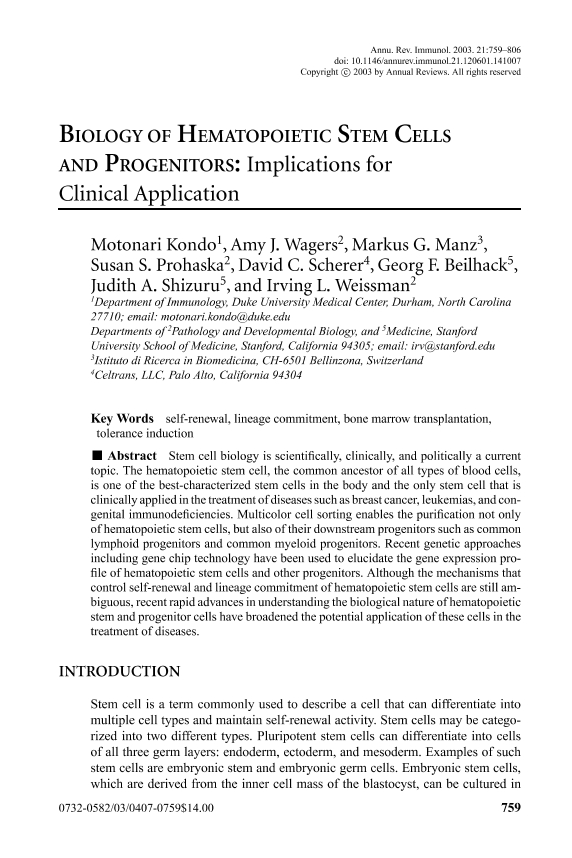 Annu. Rev. Immunol. 2003. 21:759–806
doi: 10.1146/annurev.immunol.21.120601.141007
Copyright © 2003 by Annual Reviews. All rights reserved
BIOLOGY OF HEMATOPOIETIC STEM CELLS
AND PROGENITORS: Implications for
Clinical Application
Motonari Kondo1, Amy J. Wagers2, Markus G. Manz3,
Susan S. Prohaska2, David C. Scherer4, Georg F. Beilhack5,
Judith A. Shizuru5, and Irving L. Weissman2
1Department of Immunology, Duke University Medical Center, Durham, North Carolina
27710; email: motonari.kondo@duke.edu
Departments of 2Pathology and Developmental Biology, and 5Medicine, Stanford
University School of Medicine, Stanford, California 94305; email: irv@stanford.edu
3Istituto di Ricerca in Biomedicina, CH-6501 Bellinzona, Switzerland
4Celtrans, LLC, Palo Alto, California 94304
Key Words self-renewal, lineage commitment, bone marrow transplantation,
tolerance induction
■ Abstract Stem cell biology is scientifically, clinically, and politically a current
topic. The hematopoietic stem cell, the common ancestor of all types of blood cells,
is one of the best-characterized stem cells in the body and the only stem cell that is
clinically applied in the treatment of diseases such as breast cancer, leukemias, and con-
genital immunodeficiencies. Multicolor cell sorting enables the purification not only
of hematopoietic stem cells, but also of their downstream progenitors such as common
lymphoid progenitors and common myeloid progenitors. Recent genetic approaches
including gene chip technology have been used to elucidate the gene expression pro-
file of hematopoietic stem cells and other progenitors. Although the mechanisms that
control self-renewal and lineage commitment of hematopoietic stem cells are still am-
biguous, recent rapid advances in understanding the biological nature of hematopoietic
stem and progenitor cells have broadened the potential application of these cells in the
treatment of diseases.
INTRODUCTION
Stem cell is a term commonly used to describe a cell that can differentiate into
multiple cell types and maintain self-renewal activity. Stem cells may be catego-
rized into two different types. Pluripotent stem cells can differentiate into cells
of all three germ layers: endoderm, ectoderm, and mesoderm. Examples of such
stem cells are embryonic stem and embryonic germ cells. Embryonic stem cells,
which are derived from the inner cell mass of the blastocyst, can be cultured in
0732-0582/03/0407-0759$14.00
759